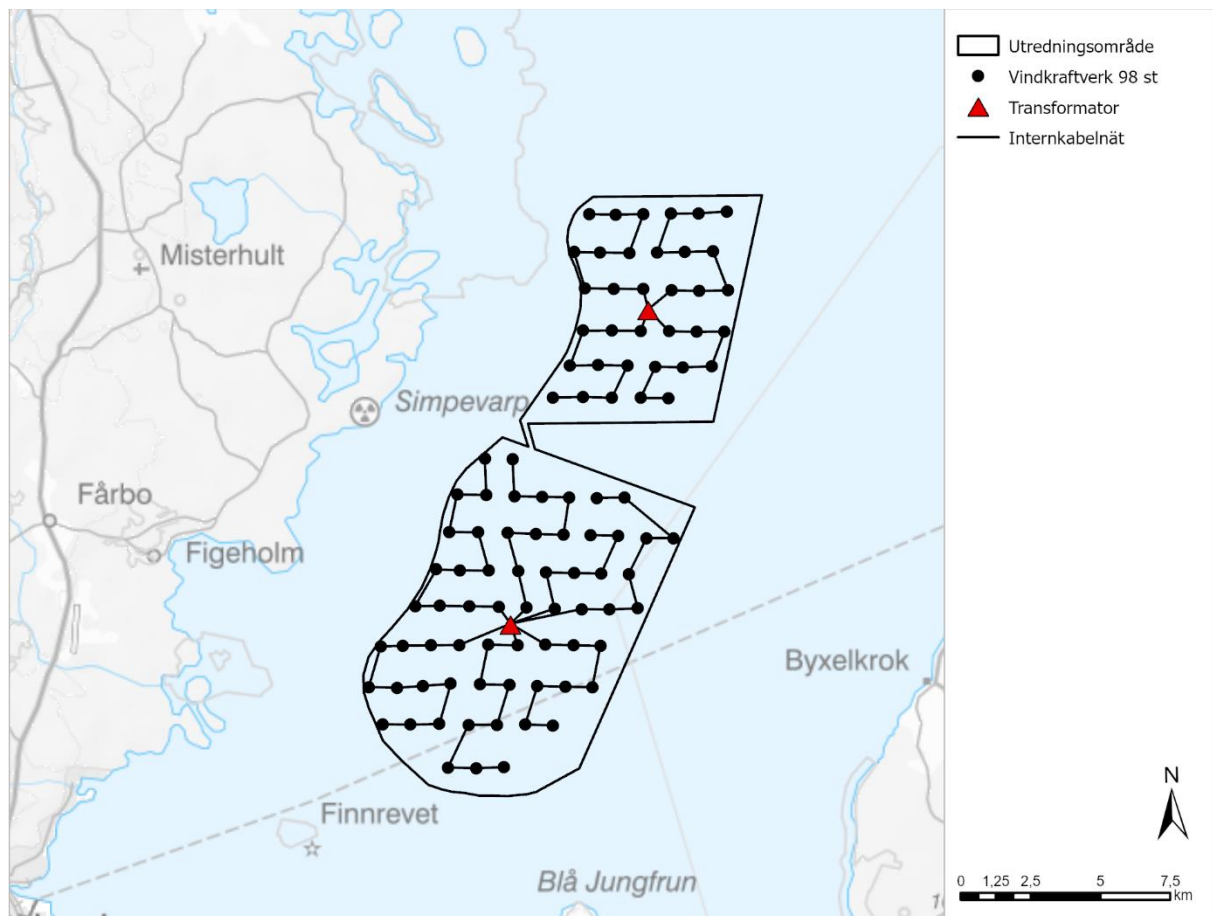 Utredningsområde
Vindkraftverk 98 st
Transformator
Internkabelnät
Misterhult
Simpevarp
Fårbo
Figeholm
Byxelkrok
Finnrevet
Blå Jungfrun
N
0 1,25 2,5 5 7,5
km